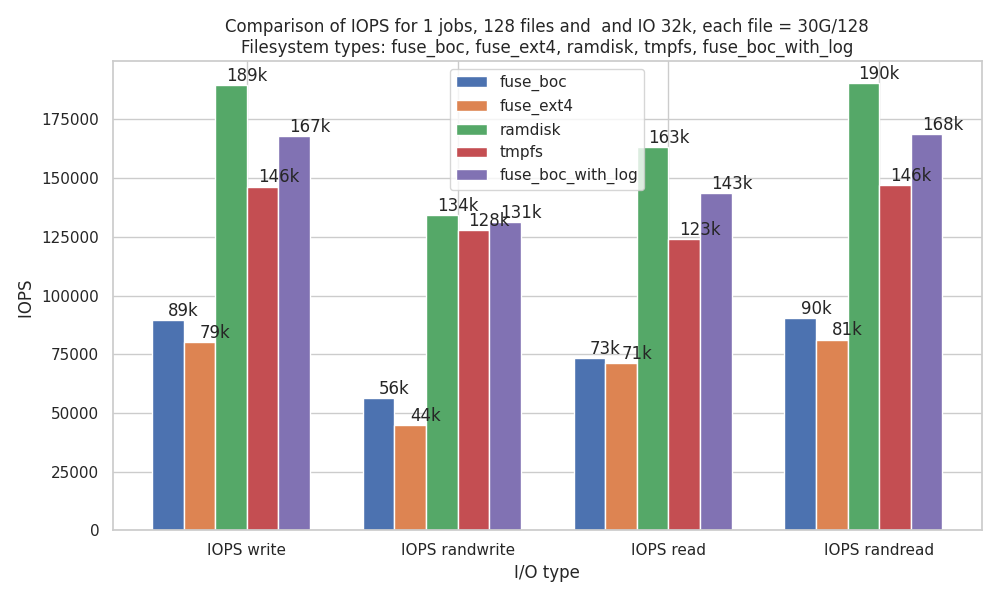 Comparison of IOPS for 1 jobs, 128 files and  and IO 32k, each file = 30G/128
Filesystem types: fuse_boc, fuse_ext4, ramdisk, tmpfs, fuse_boc_with_log
fuse_boc
fuse_ext4
ramdisk
tmpfs
fuse_boc_with_log
IOPS
175000
150000
125000
100000
75000
50000
25000
0
89k
79k
189k
146k
167k
56k
44k
134k
128k
131k
73k
71k
163k
123k
143k
90k
81k
190k
146k
168k
IOPS write
IOPS randwrite
IOPS read
IOPS randread
I/O type